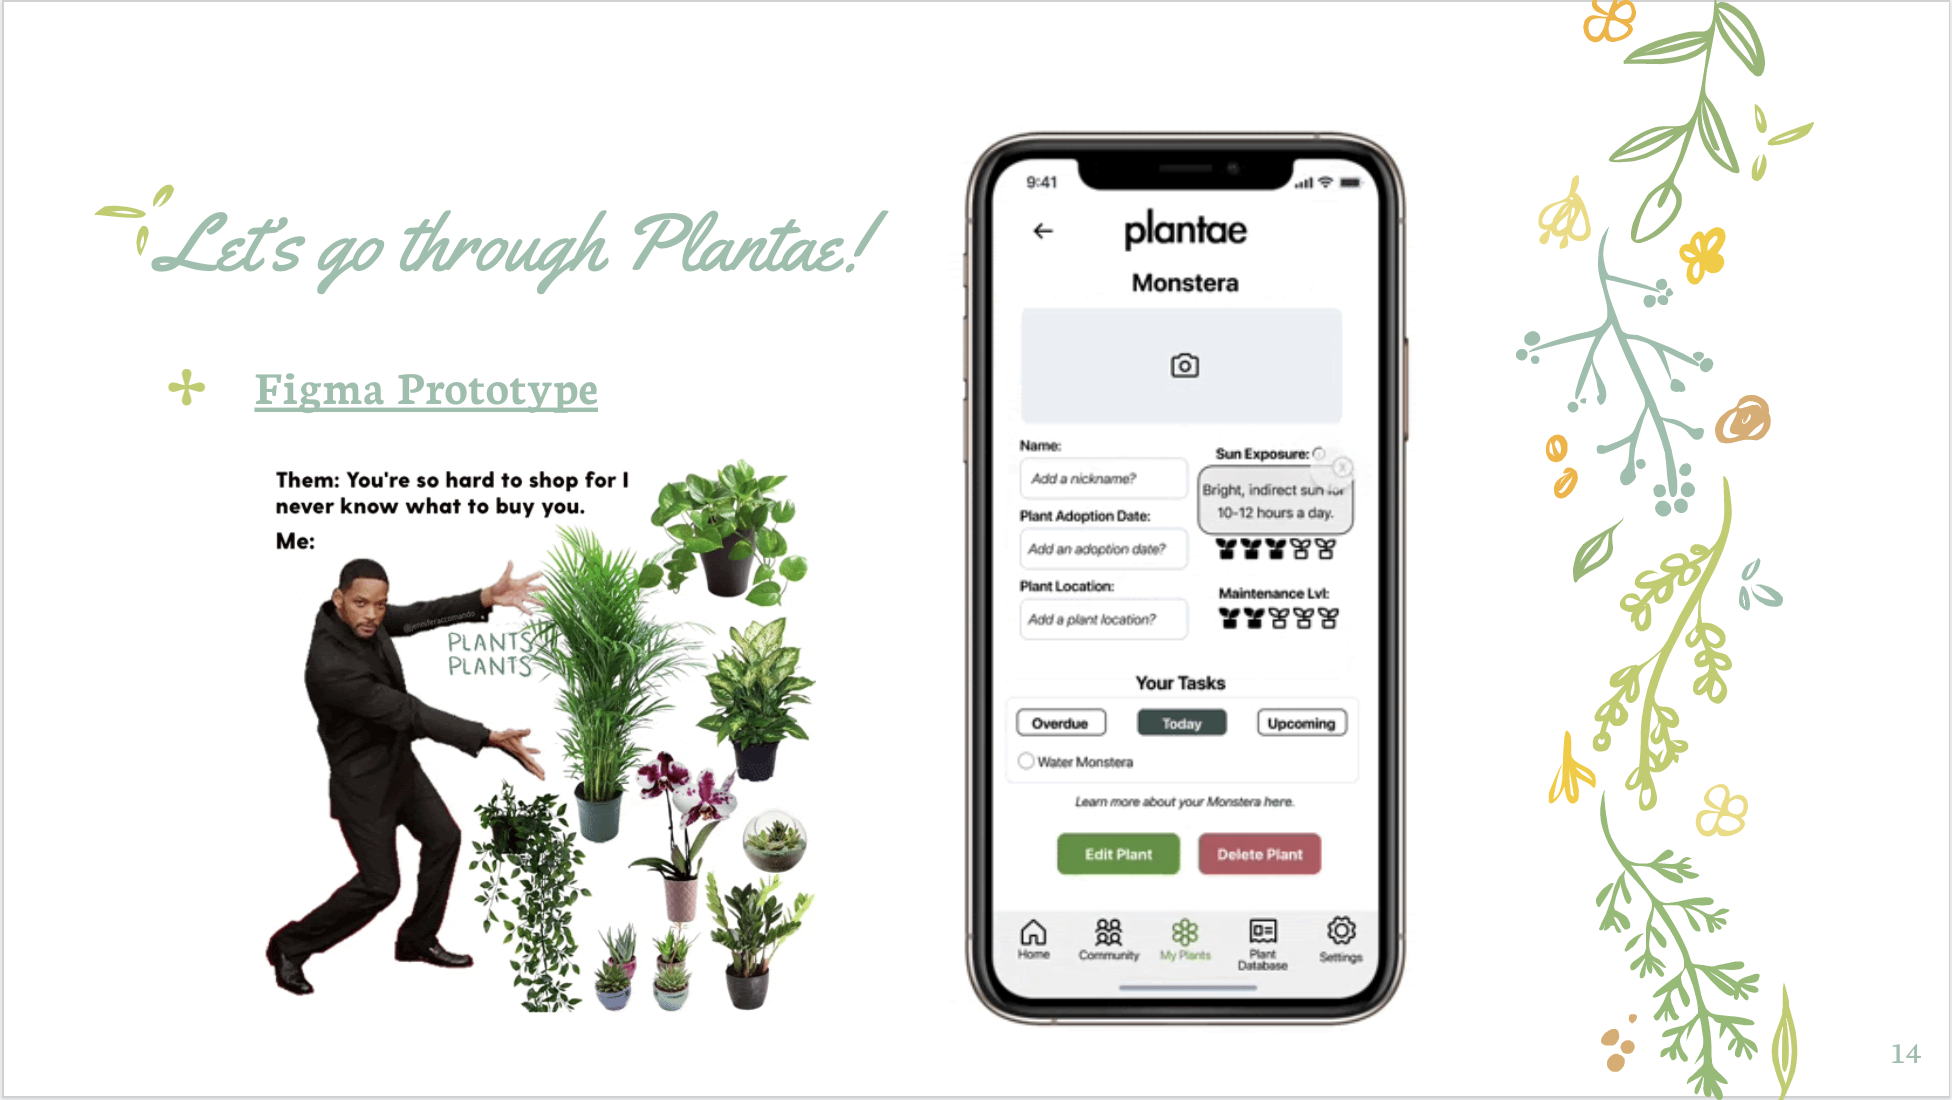 Let's go through Plantae!
Figma Prototype
Them: You're so hard to shop for I
never know what to buy you.
Me:
@jenniferaccomando
PLANTS
PLANTS
9:41
plantae
Monstera
Name:
Add a nickname?
Plant Adoption Date:
Add an adoption date?
Plant Location:
Add a plant location?
Sun Exposure:
X
Bright, indirect sun for
10-12 hours a day.
Maintenance Lvl:
Your Tasks
Overdue
Today
Upcoming
Water Monstera
Learn more about your Monstera here.
Edit Plant
Delete Plant
Home
Community
My Plants
Plant
Database
Settings
14